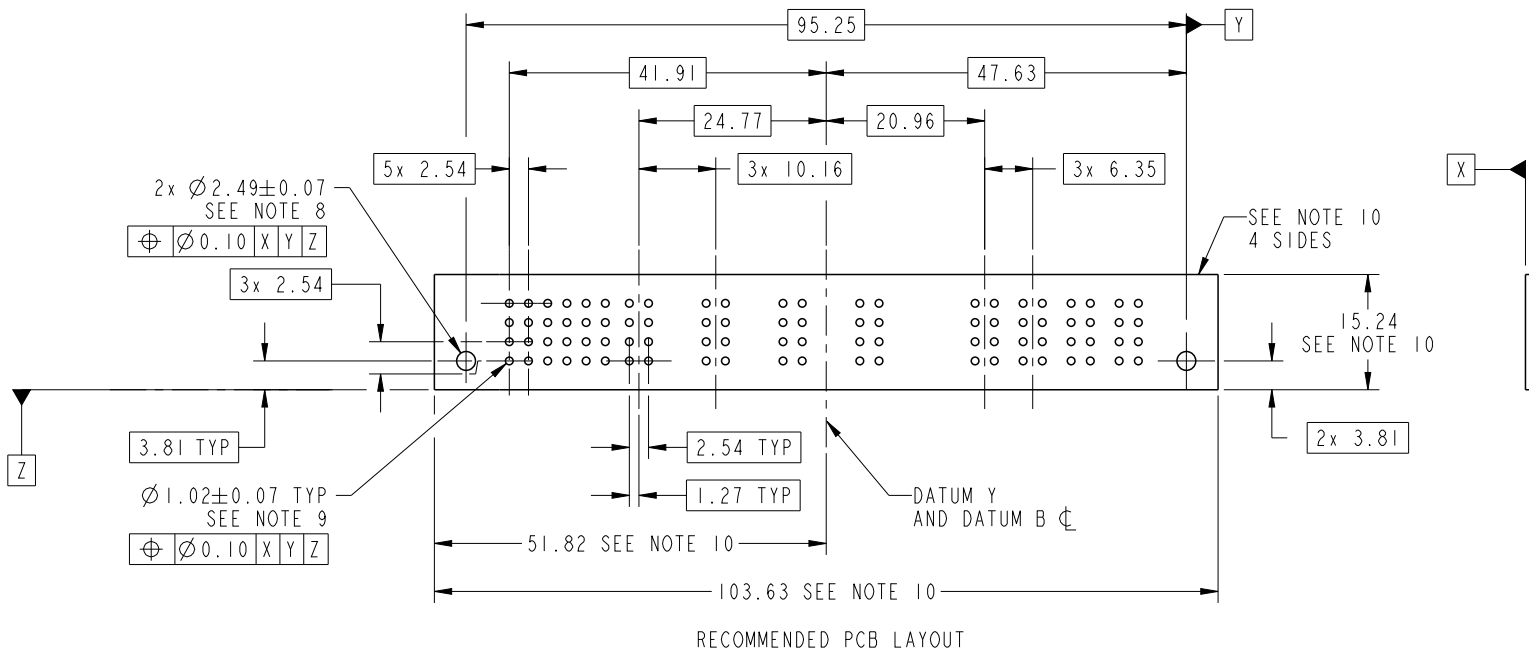 95.25
Y
41.91
47.63
24.77
20.96
5x 2.54
3x 10.16
3x 6.35
X
2x Ø2.49±0.07
SEE NOTE 8
⌖ Ø0.10 X Y Z
SEE NOTE 10
4 SIDES
3x 2.54
15.24
SEE NOTE 10
3.81 TYP
2.54 TYP
2x 3.81
Z
Ø1.02±0.07 TYP
SEE NOTE 9
⌖ Ø0.10 X Y Z
1.27 TYP
DATUM Y
AND DATUM B ℄
51.82 SEE NOTE 10
103.63 SEE NOTE 10
RECOMMENDED PCB LAYOUT